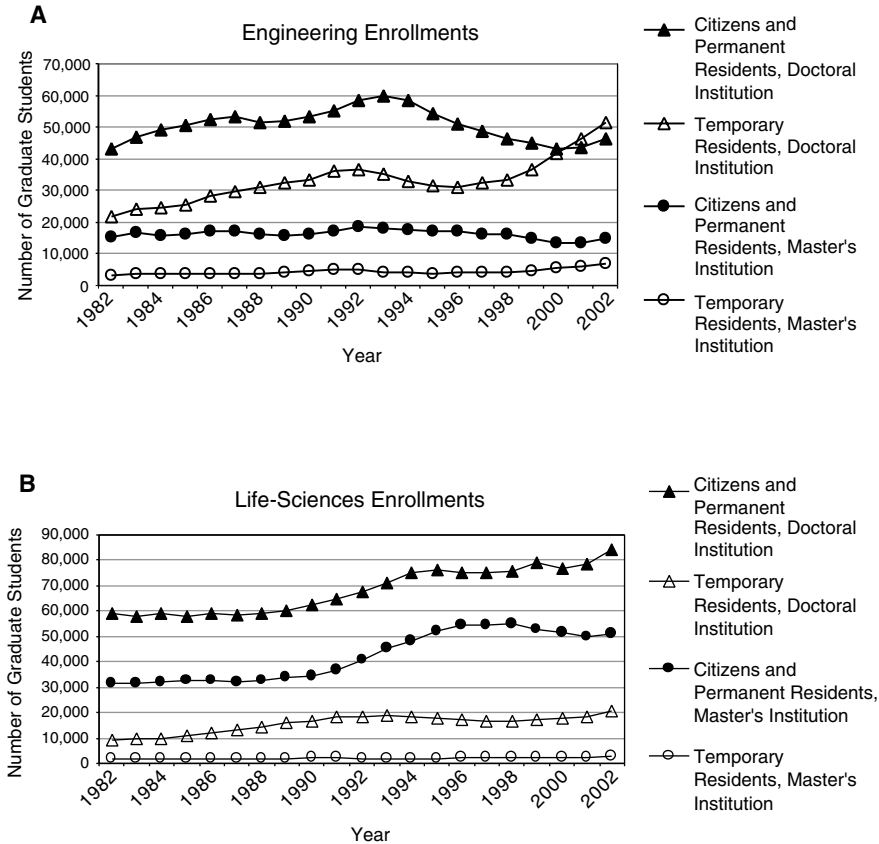 A
Engineering Enrollments
Number of Graduate Students
70,000
60,000
50,000
40,000
30,000
20,000
10,000
0
1982
1984
1986
1988
1990
1992
1994
1996
1998
2000
2002
Year
Citizens and
Permanent
Residents, Doctoral
Institution
Temporary
Residents, Doctoral
Institution
Citizens and
Permanent
Residents, Master's
Institution
Temporary
Residents, Master's
Institution
B
Life-Sciences Enrollments
Number of Graduate Students
90,000
80,000
70,000
60,000
50,000
40,000
30,000
20,000
10,000
0
1982
1984
1986
1988
1990
1992
1994
1996
1998
2000
2002
Year
Citizens and
Permanent
Residents, Doctoral
Institution
Temporary
Residents, Doctoral
Institution
Citizens and
Permanent Residents,
Master's Institution
Temporary
Residents, Master's
Institution